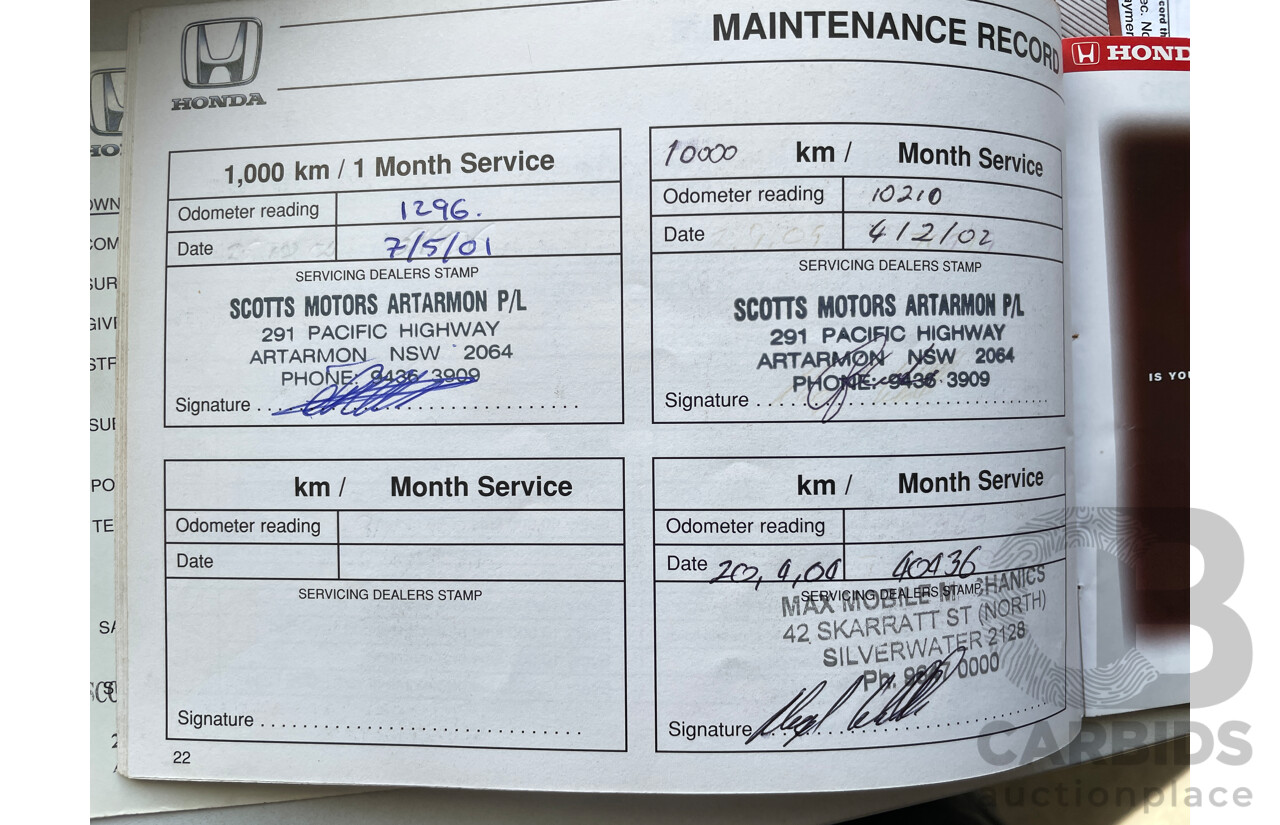 HONDA
MAINTENANCE RECORD
HOND
1,000 km / 1 Month Service
Odometer reading 1296.
Date 7/5/01
SERVICING DEALERS STAMP
SCOTTS MOTORS ARTARMON P/L
291 PACIFIC HIGHWAY
ARTARMON NSW 2064
PHONE: 9436 3909
Signature
10000 km / Month Service
Odometer reading 10210
Date 4/2/02
SERVICING DEALERS STAMP
SCOTTS MOTORS ARTARMON P/L
291 PACIFIC HIGHWAY
ARTARMON NSW 2064
PHONE: 9436 3909
Signature
km / Month Service
Odometer reading
Date
SERVICING DEALERS STAMP
Signature
km / Month Service
Odometer reading
Date 40436
SERVICING DEALERS STAMP
MAX MOBILE MECHANICS
42 SKARRATT ST (NORTH)
SILVERWATER 2128
Ph. 0000
Signature
22
IS YOU
CARBIDS
auctionplace